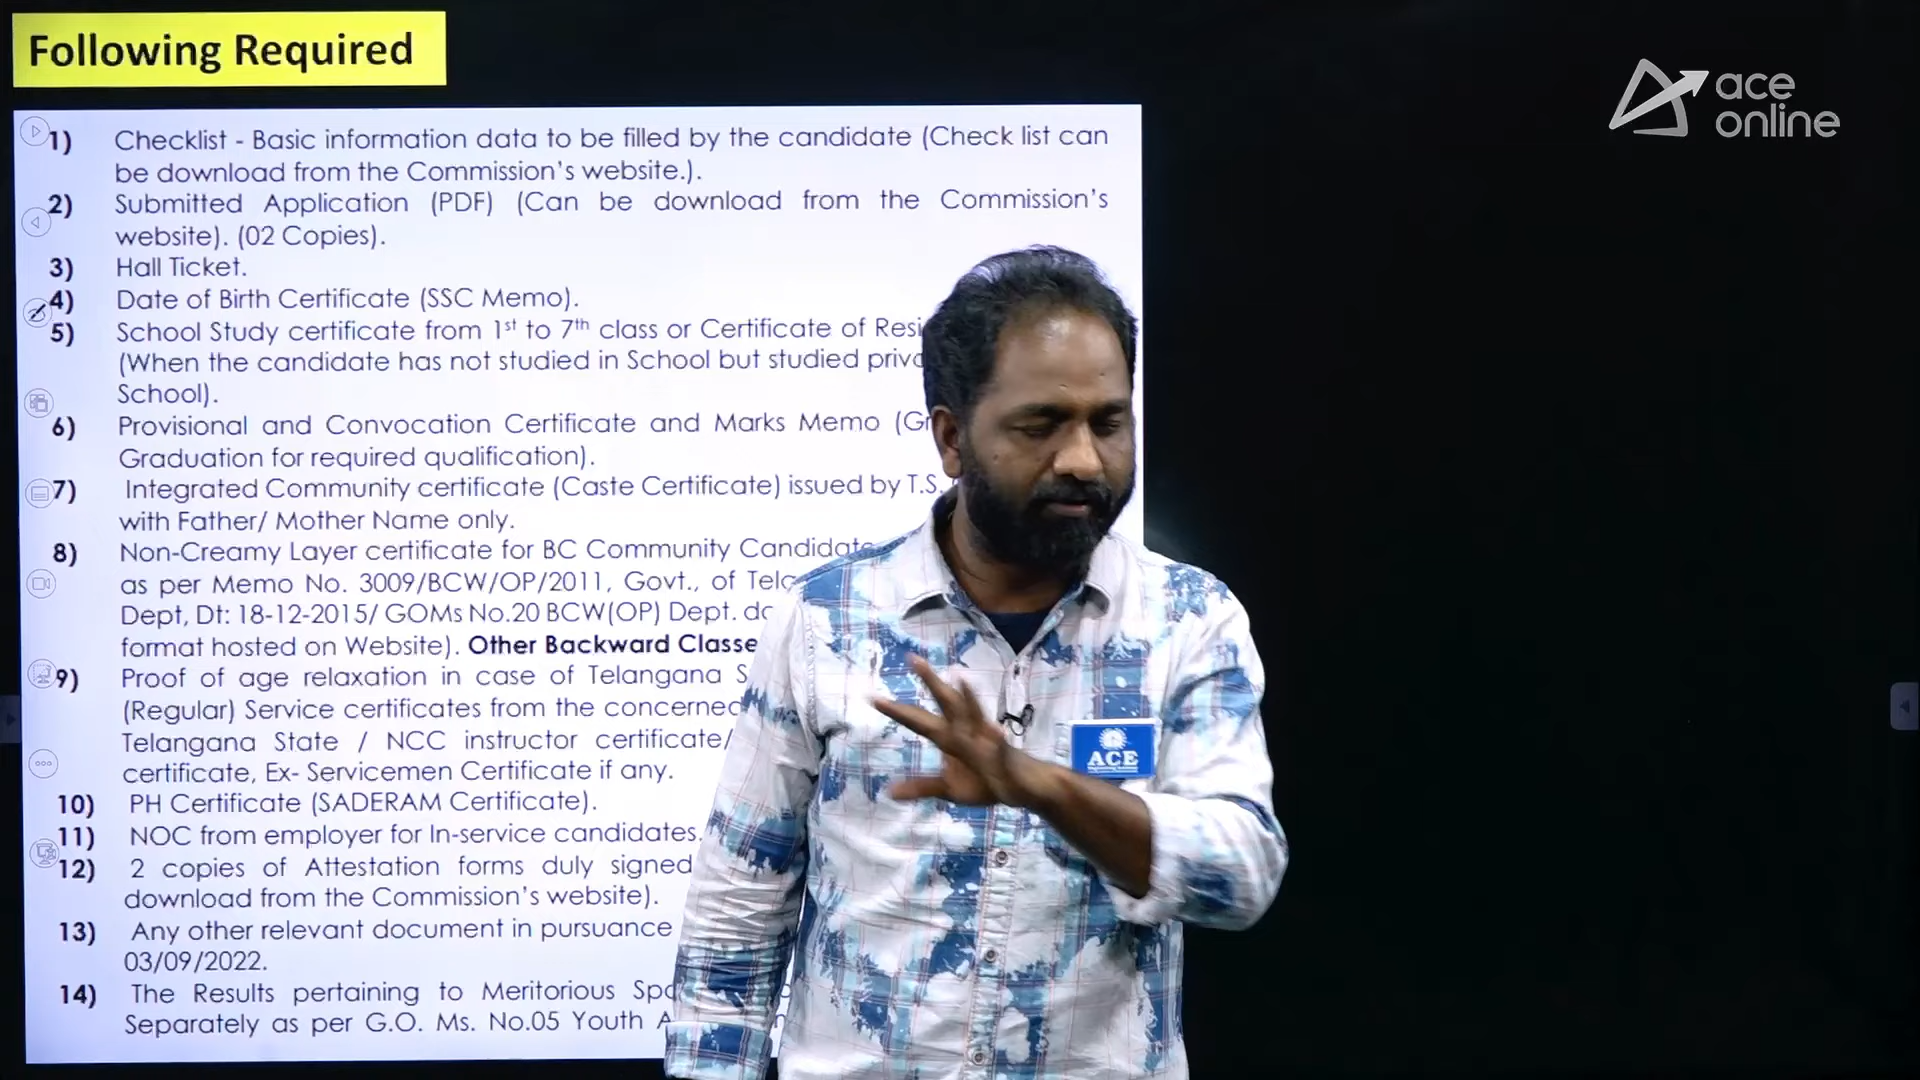 Following Required
ace
online
1) Checklist - Basic information data to be filled by the candidate (Check list can
be download from the Commission's website.).
2) Submitted Application (PDF) (Can be download from the Commission's
website). (02 Copies).
3) Hall Ticket.
4) Date of Birth Certificate (SSC Memo).
5) School Study certificate from 1st to 7th class or Certificate of
(When the candidate has not studied in School but studied
School).
6) Provisional and Convocation Certificate and Marks Memo
Graduation for required qualification).
7) Integrated Community certificate (Caste Certificate) issued by T.S.
with Father/ Mother Name only.
8) Non-Creamy Layer certificate for BC Community
as per Memo No. 3009/BCW/OP/2011, Govt., of
Dept, Dt: 18-12-2015/ GOMs No.20 BCW(OP) Dept.
format hosted on Website). Other Backward
9) Proof of age relaxation in case of Telangana
(Regular) Service certificates from the
Telangana State / NCC instructor certificate/
certificate, Ex- Servicemen Certificate if any.
10) PH Certificate (SADERAM Certificate).
11) NOC from employer for In-service candidates.
12) 2 copies of Attestation forms duly signed
download from the Commission's website).
13) Any other relevant document in pursuance
03/09/2022.
14) The Results pertaining to Meritorious
Separately as per G.O. Ms. No.05 Youth
ACE